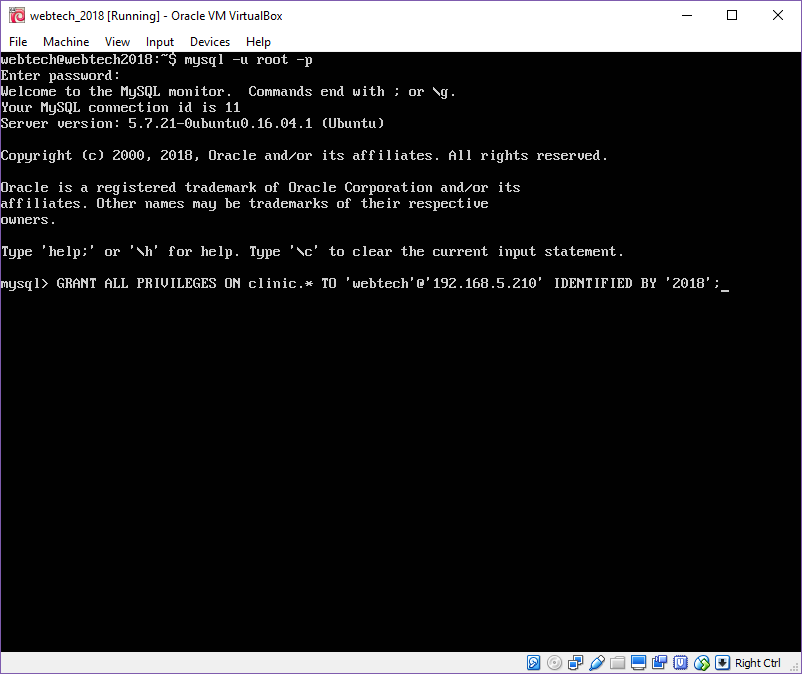 webtech_2018 [Running] - Oracle VM VirtualBox
File Machine View Input Devices Help
webtech@webtech2018:~$ mysql -u root -p
Enter password:
Welcome to the MySQL monitor.  Commands end with ; or \g.
Your MySQL connection id is 11
Server version: 5.7.21-0ubuntu0.16.04.1 (Ubuntu)
Copyright (c) 2000, 2018, Oracle and/or its affiliates. All rights reserved.
Oracle is a registered trademark of Oracle Corporation and/or its
affiliates. Other names may be trademarks of their respective
owners.
Type 'help;' or '\h' for help. Type '\c' to clear the current input statement.
mysql> GRANT ALL PRIVILEGES ON clinic.* TO 'webtech'@'192.168.5.210' IDENTIFIED BY '2018';_
Right Ctrl